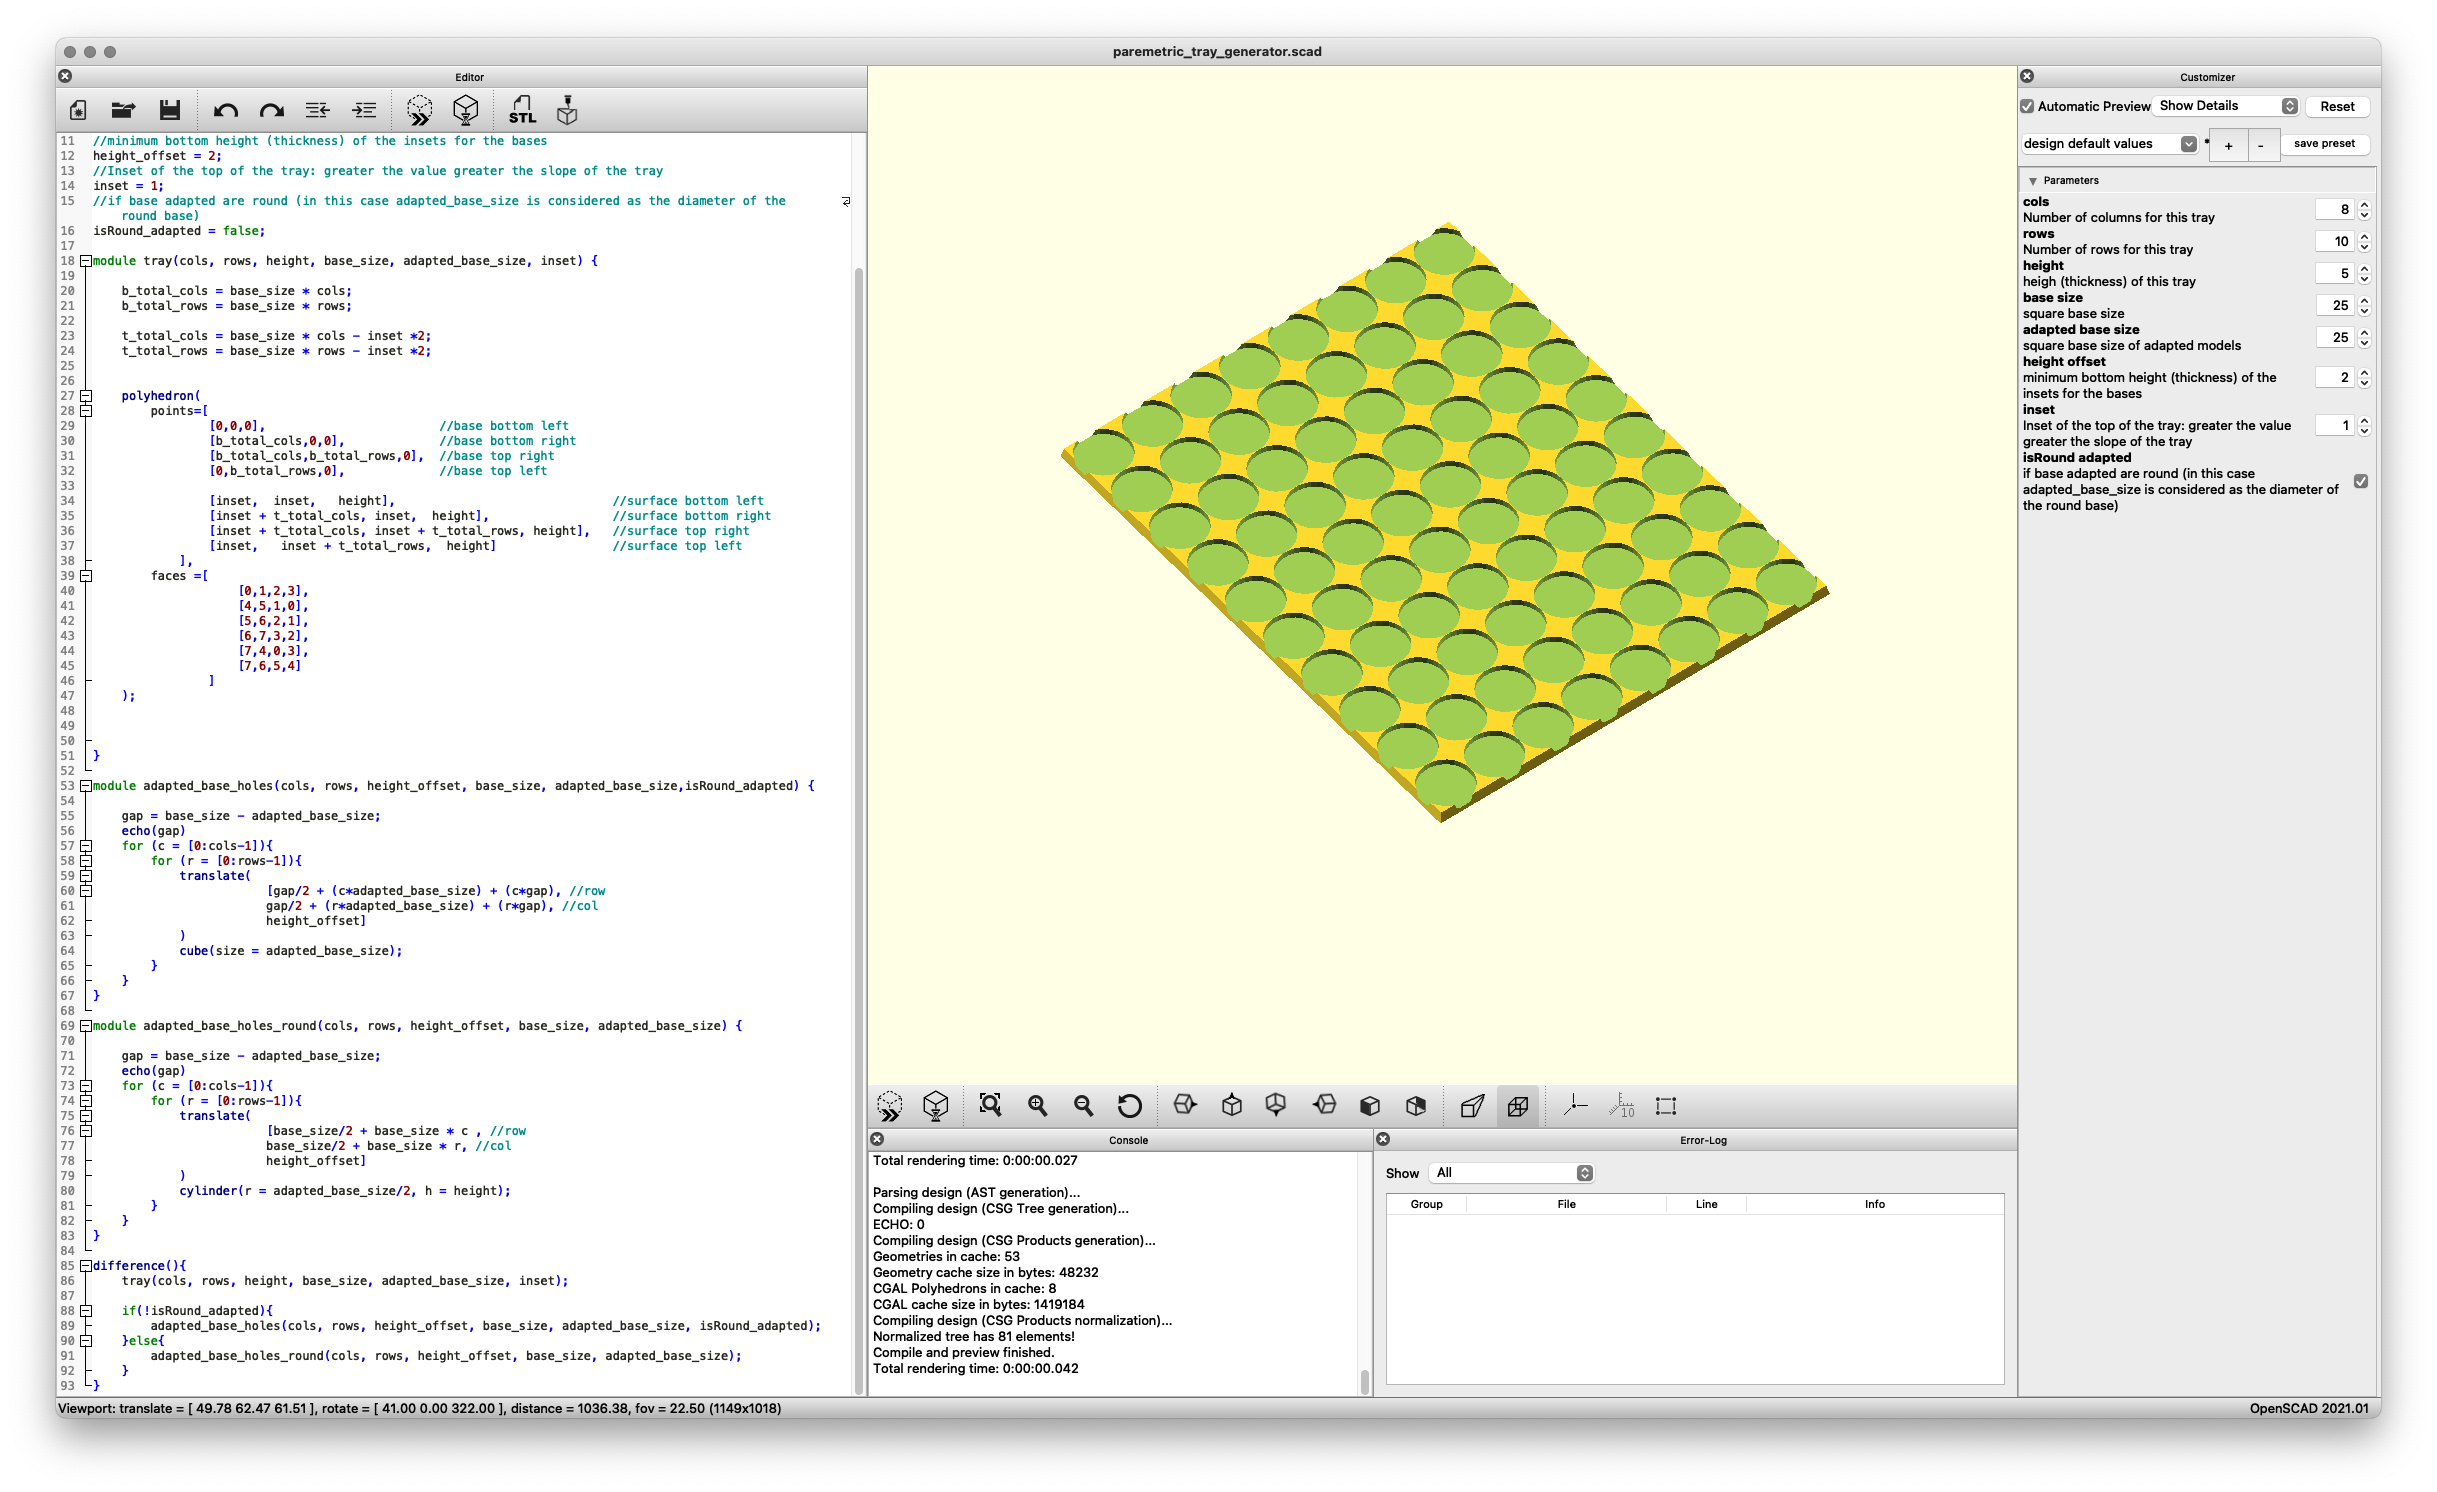 paremetric_tray_generator.scad
Editor
STL
11 //minimum bottom height (thickness) of the insets for the bases
12 height_offset = 2;
13 //Inset of the top of the tray: greater the value greater the slope of the tray
14 inset = 1;
15 //if base adapted are round (in this case adapted_base_size is considered as the diameter of the
round base)
16 isRound_adapted = false;
17
18 module tray(cols, rows, height, base_size, adapted_base_size, inset) {
19
20 b_total_cols = base_size * cols;
21 b_total_rows = base_size * rows;
22
23 t_total_cols = base_size * cols - inset *2;
24 t_total_rows = base_size * rows - inset *2;
25
26
27 polyhedron(
28 points=[
29 [0,0,0], //base bottom left
30 [b_total_cols,0,0], //base bottom right
31 [b_total_cols,b_total_rows,0], //base top right
32 [0,b_total_rows,0], //base top left
33
34 [inset, inset, height], //surface bottom left
35 [inset + t_total_cols, inset, height], //surface bottom right
36 [inset + t_total_cols, inset + t_total_rows, height], //surface top right
37 [inset, inset + t_total_rows, height] //surface top left
38 ],
39 faces =[
40 [0,1,2,3],
41 [4,5,1,0],
42 [5,6,2,1],
43 [6,7,3,2],
44 [7,4,0,3],
45 [7,6,5,4]
46 ]
47 );
48
49
50
51 }
52
53 module adapted_base_holes(cols, rows, height_offset, base_size, adapted_base_size,isRound_adapted) {
54
55 gap = base_size - adapted_base_size;
56 echo(gap)
57 for (c = [0:cols-1]){
58 for (r = [0:rows-1]){
59 translate(
60 [gap/2 + (c*adapted_base_size) + (c*gap), //row
61 gap/2 + (r*adapted_base_size) + (r*gap), //col
62 height_offset]
63 )
64 cube(size = adapted_base_size);
65 }
66 }
67 }
68
69 module adapted_base_holes_round(cols, rows, height_offset, base_size, adapted_base_size) {
70
71 gap = base_size - adapted_base_size;
72 echo(gap)
73 for (c = [0:cols-1]){
74 for (r = [0:rows-1]){
75 translate(
76 [base_size/2 + base_size * c , //row
77 base_size/2 + base_size * r, //col
78 height_offset]
79 )
80 cylinder(r = adapted_base_size/2, h = height);
81 }
82 }
83 }
84
85 difference(){
86 tray(cols, rows, height, base_size, adapted_base_size, inset);
87
88 if(!isRound_adapted){
89 adapted_base_holes(cols, rows, height_offset, base_size, adapted_base_size, isRound_adapted);
90 }else{
91 adapted_base_holes_round(cols, rows, height_offset, base_size, adapted_base_size);
92 }
93 }
10
Console
Total rendering time: 0:00:00.027
Parsing design (AST generation)...
Compiling design (CSG Tree generation)...
ECHO: 0
Compiling design (CSG Products generation)...
Geometries in cache: 53
Geometry cache size in bytes: 48232
CGAL Polyhedrons in cache: 8
CGAL cache size in bytes: 1419184
Compiling design (CSG Products normalization)...
Normalized tree has 81 elements!
Compile and preview finished.
Total rendering time: 0:00:00.042
Error-Log
Show All
Group File Line Info
Customizer
Automatic Preview Show Details Reset
design default values * + - save preset
Parameters
cols
Number of columns for this tray 8
rows
Number of rows for this tray 10
height
heigh (thickness) of this tray 5
base size
square base size 25
adapted base size
square base size of adapted models 25
height offset
minimum bottom height (thickness) of the 2
insets for the bases
inset
Inset of the top of the tray: greater the value 1
greater the slope of the tray
isRound adapted
if base adapted are round (in this case
adapted_base_size is considered as the diameter of
the round base)
Viewport: translate = [ 49.78 62.47 61.51 ], rotate = [ 41.00 0.00 322.00 ], distance = 1036.38, fov = 22.50 (1149x1018)
OpenSCAD 2021.01